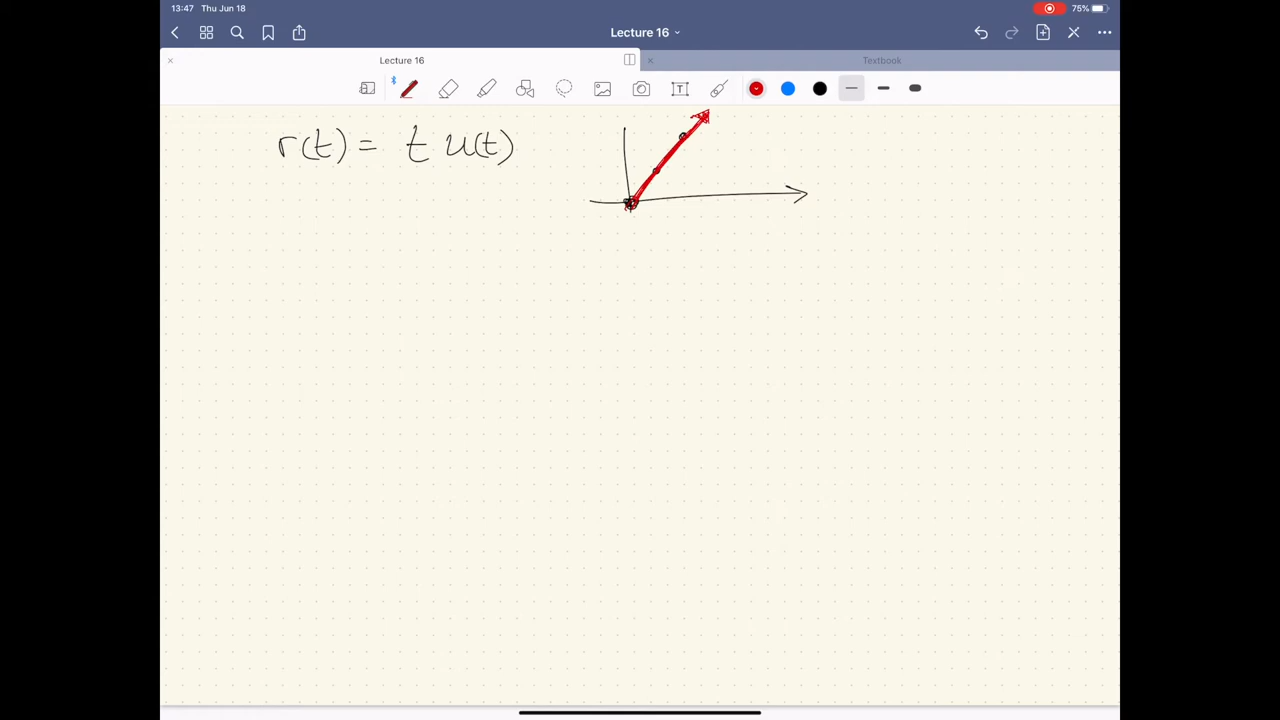 13:47 Thu Jun 18
75%
Lecture 16
Lecture 16
Textbook
T
r(t) = t u(t)